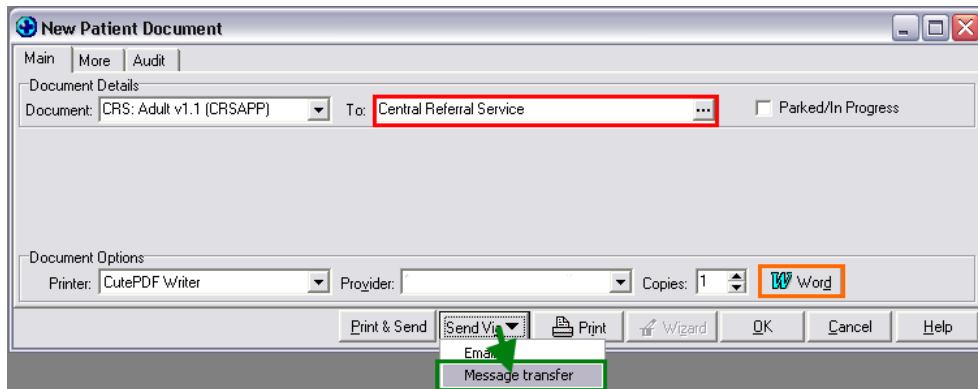 New Patient Document
Main More Audit
Document Details
Document: CRS: Adult v1.1 (CRSAPP) To: Central Referral Service ... Parked/In Progress
Document Options
Printer: CutePDF Writer Provider: Copies: 1 W Word
Print & Send Send Via Print Wizard OK Cancel Help
Email
Message transfer